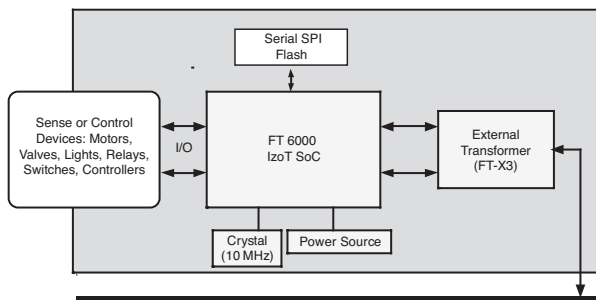 Serial SPI
Flash
Sense or Control
Devices: Motors,
Valves, Lights, Relays,
Switches, Controllers
I/O
FT 6000
IzoT SoC
External
Transformer
(FT-X3)
Crystal
(10 MHz)
Power Source